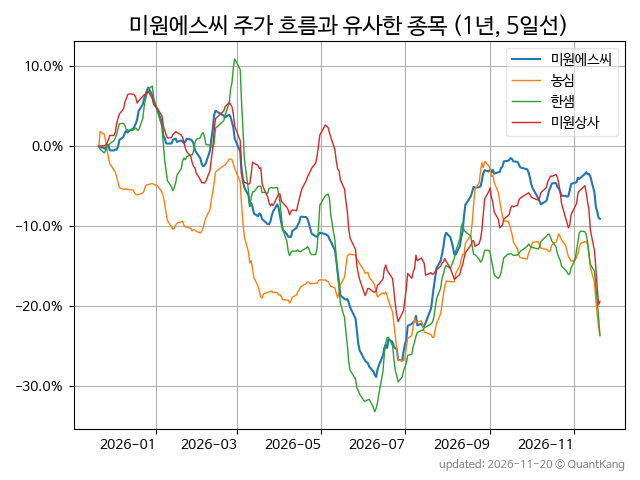 미원에스씨 주가 흐름과 유사한 종목 (1년, 5일선)
미원에스씨
농심
한샘
미원상사
10.0%
0.0%
−10.0%
−20.0%
−30.0%
2026-01 2026-03 2026-05 2026-07 2026-09 2026-11
updated: 2026-11-20 © QuantKang